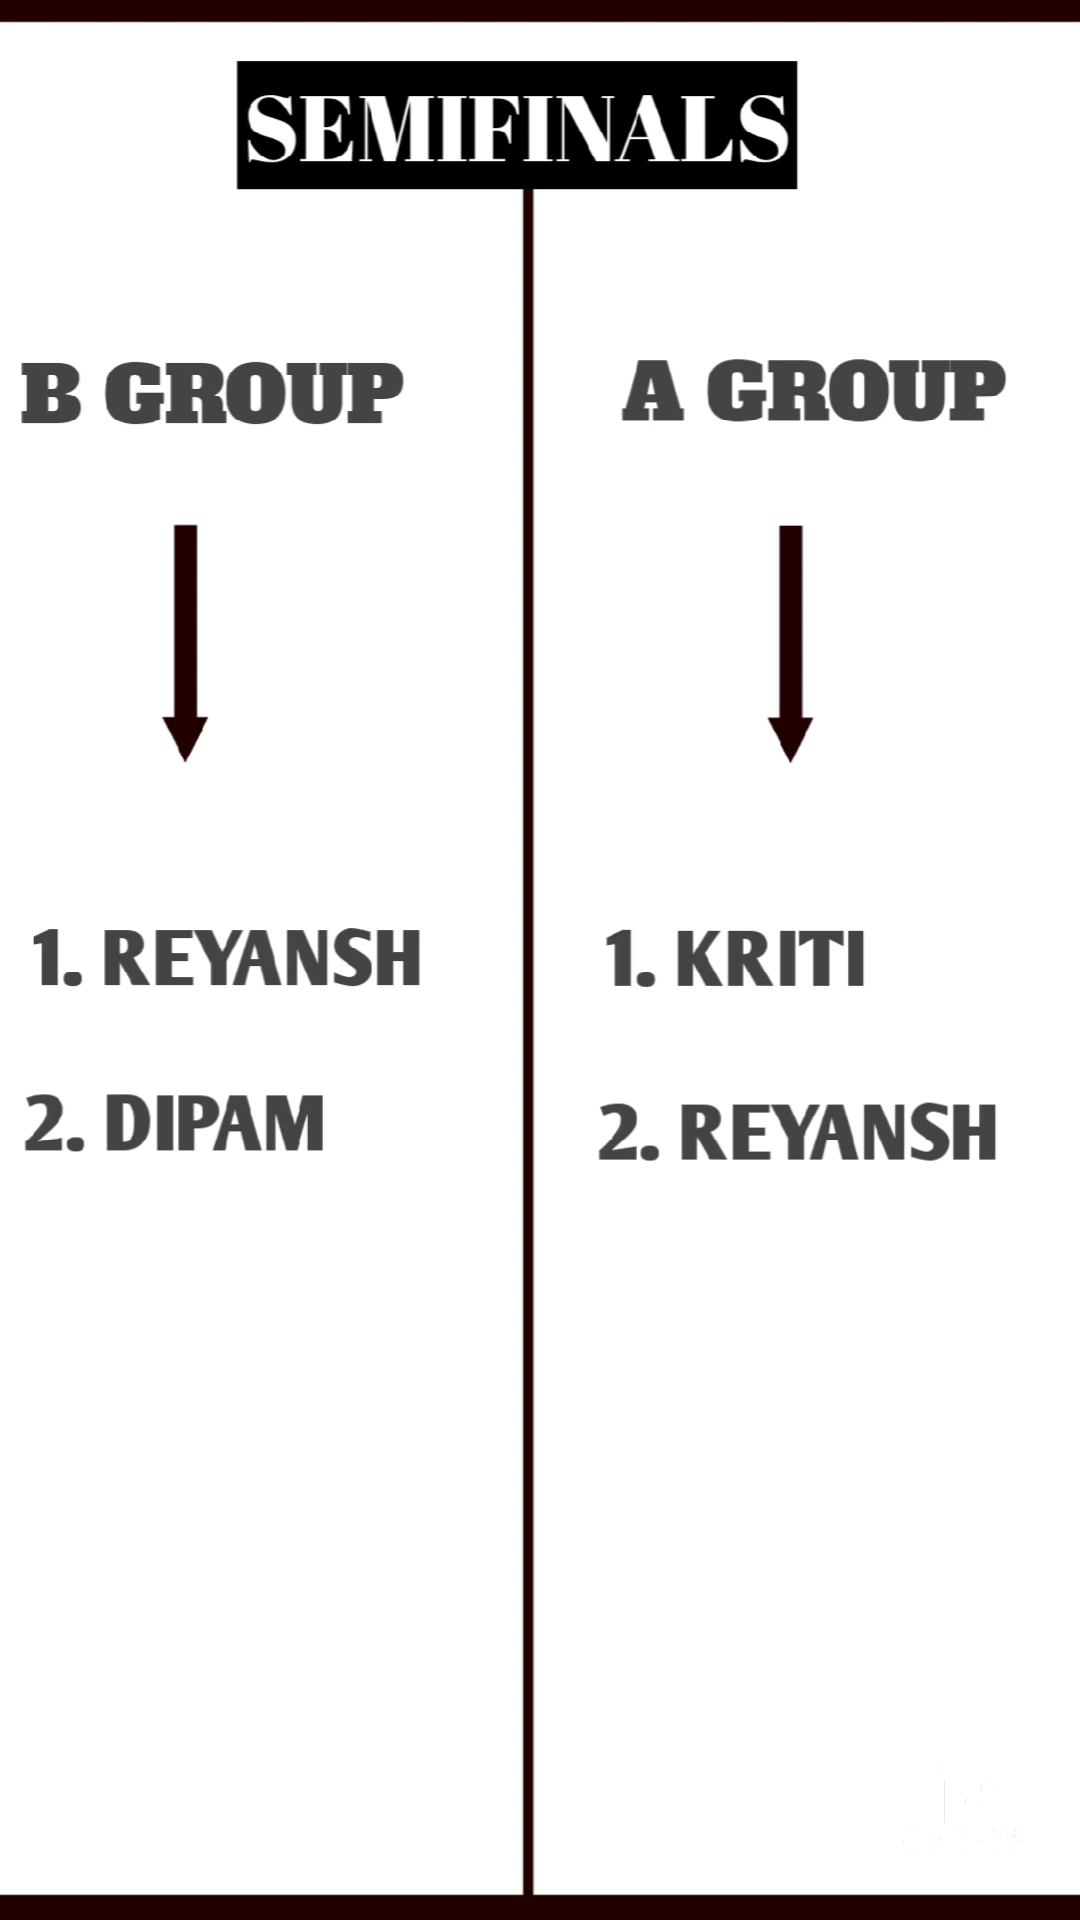 SEMIFINALS
B GROUP
1. REYANSH
2. DIPAM
A GROUP
1. KRITI
2. REYANSH